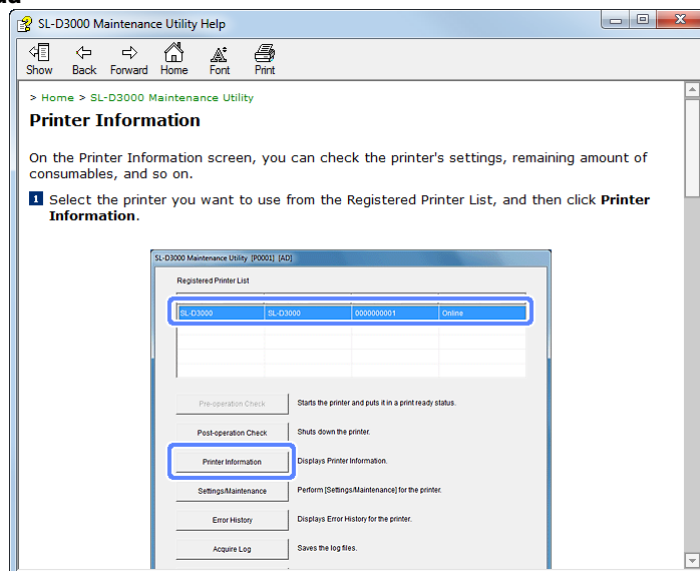 SL-D3000 Maintenance Utility Help
Show Back Forward Home Font Print
> Home > SL-D3000 Maintenance Utility
Printer Information
On the Printer Information screen, you can check the printer's settings, remaining amount of
consumables, and so on.
1 Select the printer you want to use from the Registered Printer List, and then click Printer
Information.
SL-D3000 Maintenance Utility [P0001] [AD]
Registered Printer List
SL-D3000 SL-D3000 0000000001 Online
Pre-operation Check Starts the printer and puts it in a print ready status.
Post-operation Check Shuts down the printer.
Printer Information Displays Printer Information.
Settings/Maintenance Perform [Settings/Maintenance] for the printer.
Error History Displays Error History for the printer.
Acquire Log Saves the log files.